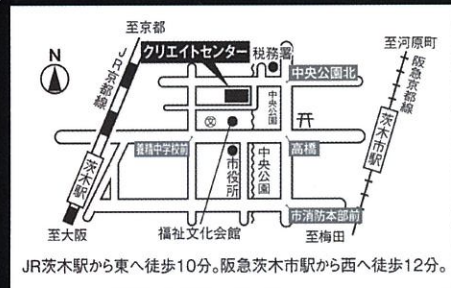 至京都
N
JR京都線
クリエイトセンター
税務署
至河原町
中央公園北
阪急京都線
中央公園
文
茨木市駅
養精中学校前
高橋
茨木駅
市役所
中央公園
市消防本部前
至大阪
福祉文化会館
至梅田
JR茨木駅から東へ徒歩10分。阪急茨木市駅から西へ徒歩12分。